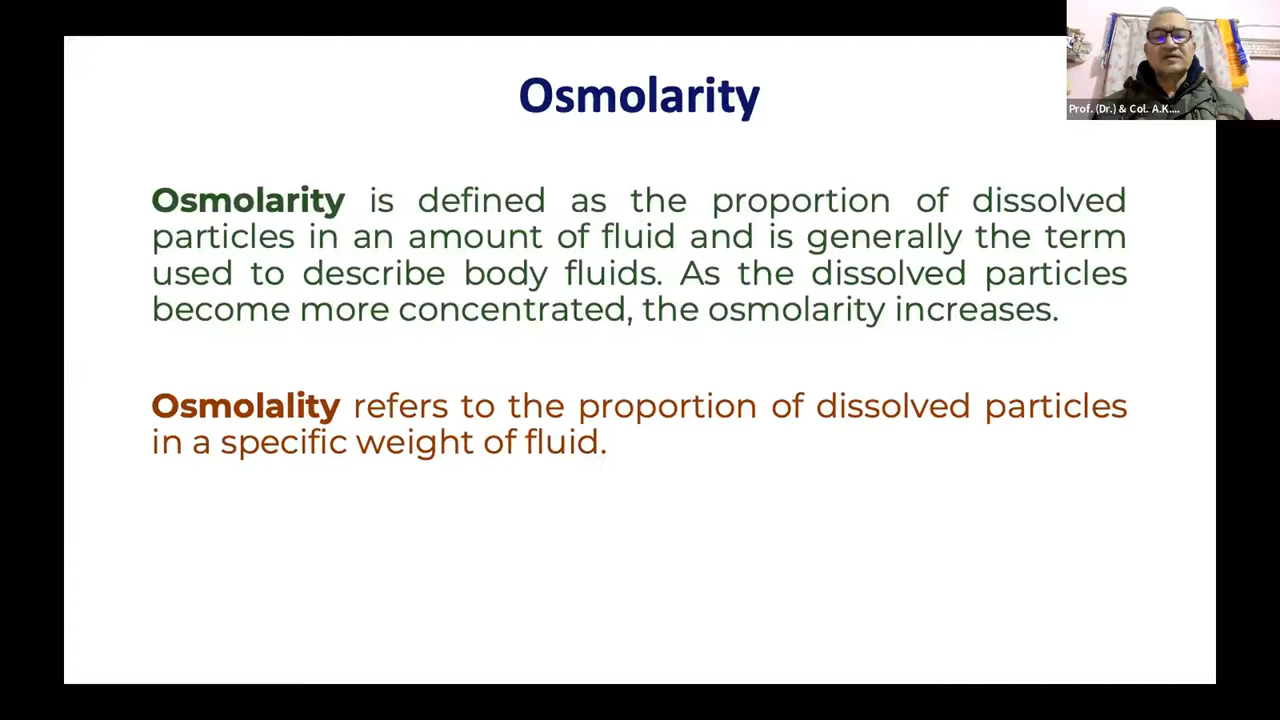 Osmolarity
Prof. (Dr.) & Col. A.K....
Osmolarity is defined as the proportion of dissolved
particles in an amount of fluid and is generally the term
used to describe body fluids. As the dissolved particles
become more concentrated, the osmolarity increases.
Osmolality refers to the proportion of dissolved particles
in a specific weight of fluid.